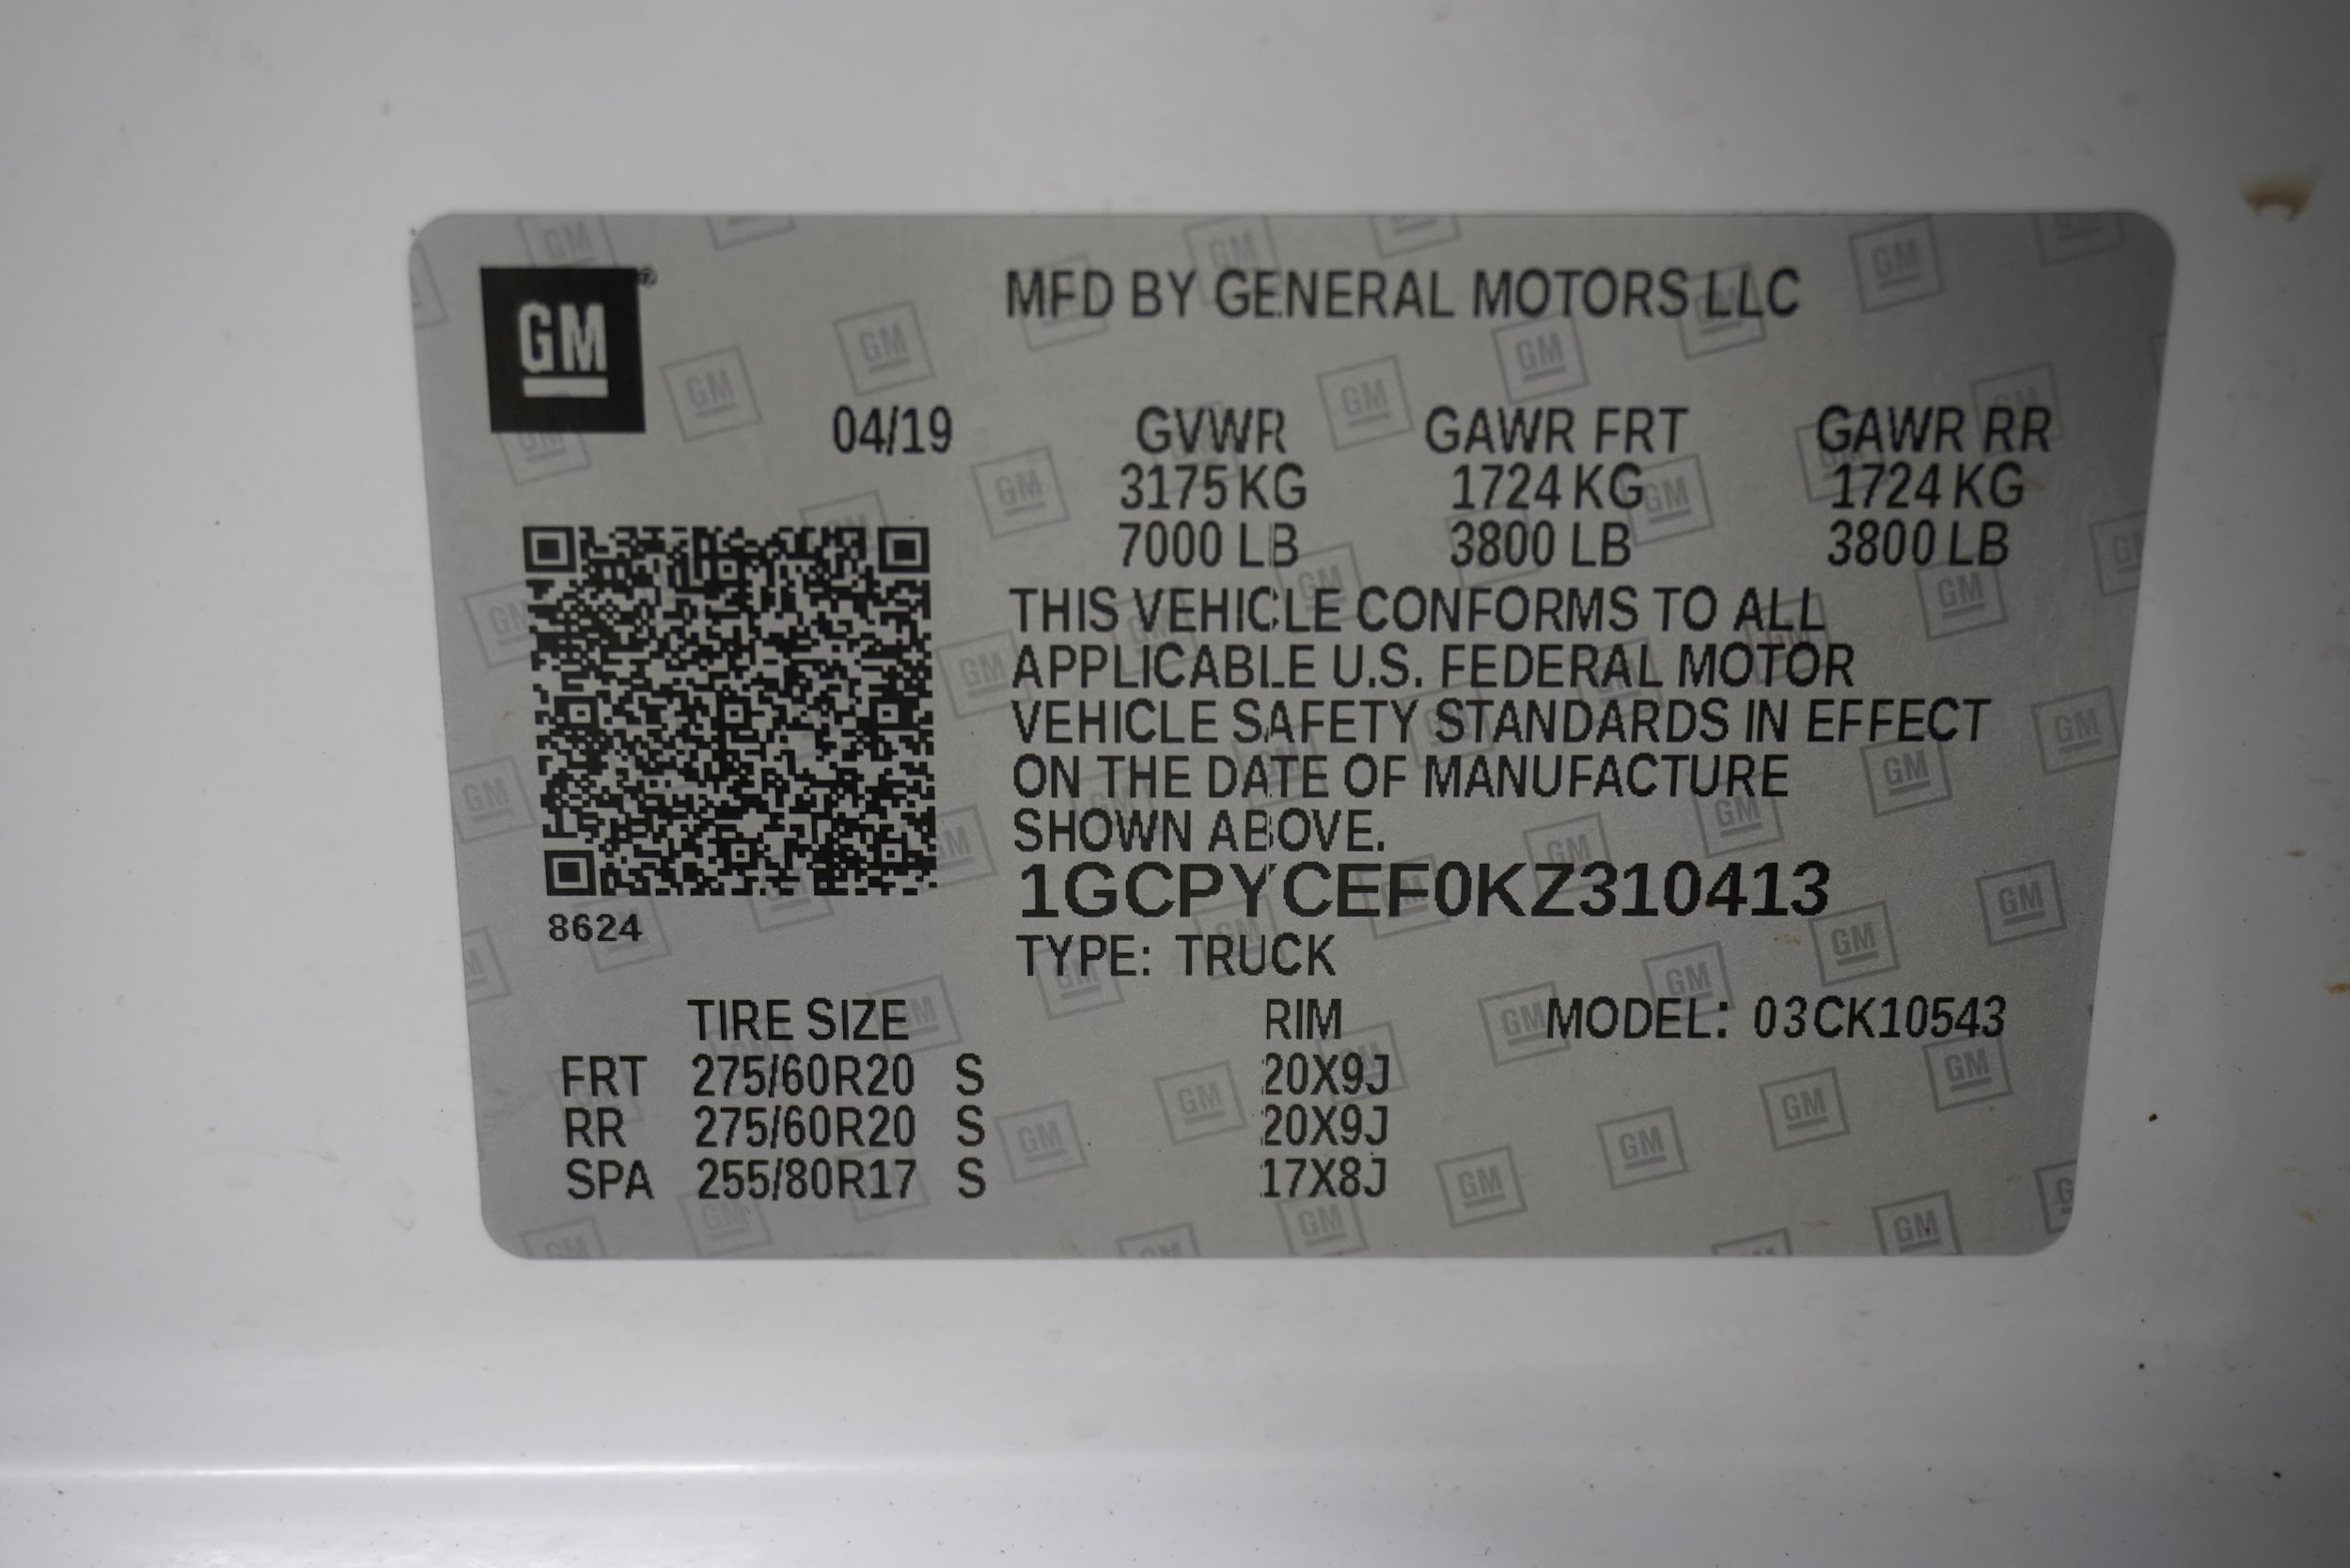 GM
MFD BY GENERAL MOTORS LLC
04/19 GVWR GAWR FRT GAWR RR
3175 KG 1724 KG 1724 KG
7000 LB 3800 LB 3800 LB
THIS VEHICLE CONFORMS TO ALL
APPLICABLE U.S. FEDERAL MOTOR
VEHICLE SAFETY STANDARDS IN EFFECT
ON THE DATE OF MANUFACTURE
SHOWN ABOVE.
1GCPYCEF0KZ310413
8624
TYPE: TRUCK
TIRE SIZE RIM MODEL: 03CK10543
FRT 275/60R20 S 20X9J
RR 275/60R20 S 20X9J
SPA 255/80R17 S 17X8J